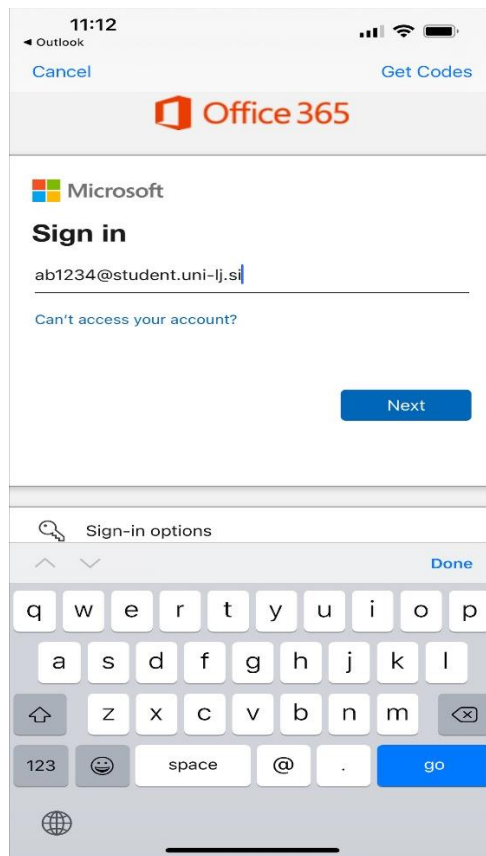 11:12
◀ Outlook
Cancel Get Codes
Office 365
Microsoft
Sign in
ab1234@student.uni-lj.si
Can't access your account?
Next
Sign-in options
Done
q w e r t y u i o p
a s d f g h j k l
z x c v b n m
123 space @ . go